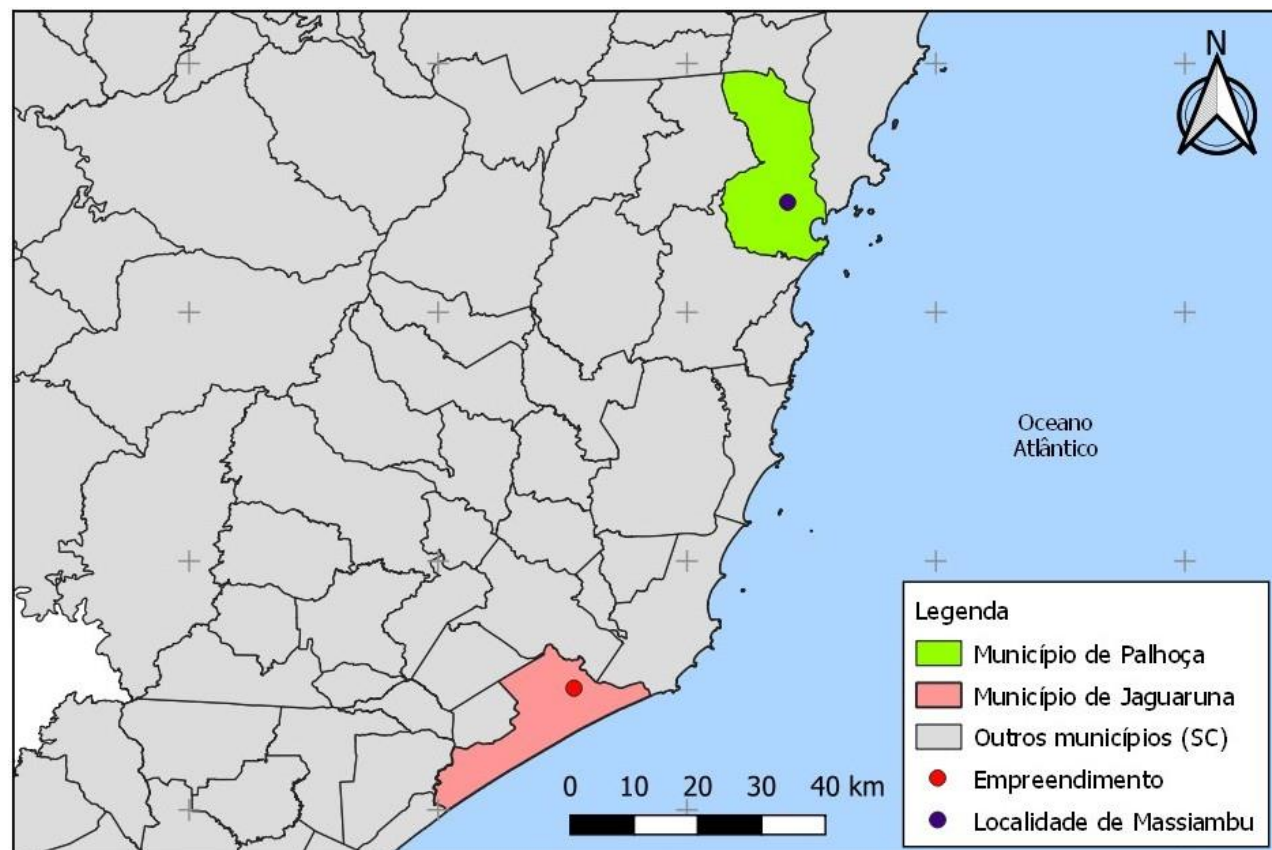 N
Oceano
Atlântico
Legenda
Município de Palhoça
Município de Jaguaruna
Outros municípios (SC)
Empreendimento
Localidade de Massiambu
0 10 20 30 40 km